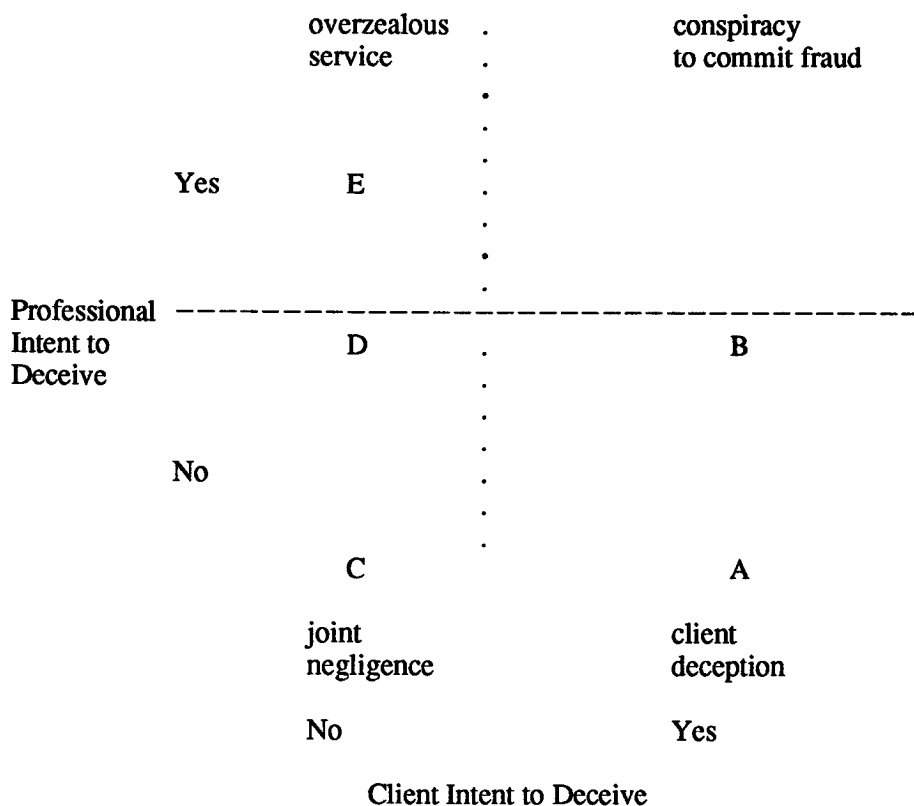 overzealous conspiracy
service to commit fraud
Yes E
Professional
Intent to D B
Deceive
No
C A
joint client
negligence deception
No Yes
Client Intent to Deceive